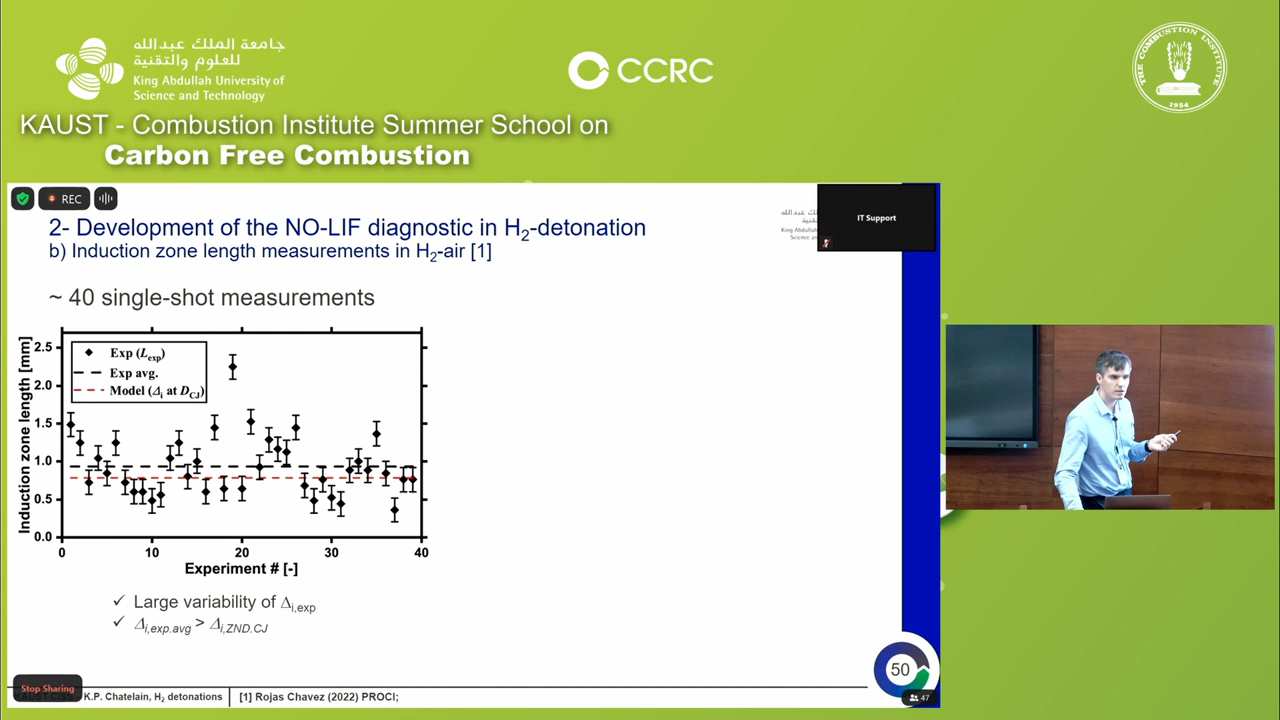 جامعة الملك عبدالله
للعلوم والتقنية
King Abdullah University of
Science and Technology
CCRC
THE COMBUSTION INSTITUTE
1954
KAUST - Combustion Institute Summer School on
Carbon Free Combustion
REC
IT Support
2- Development of the NO-LIF diagnostic in H2-detonation
b) Induction zone length measurements in H2-air [1]
~ 40 single-shot measurements
Induction zone length [mm]
2.5
2.0
1.5
1.0
0.5
0.0
Exp (Lexp)
Exp avg.
Model (Δi at DCJ)
0 10 20 30 40
Experiment # [-]
✓ Large variability of Δi,exp
✓ Δi,exp.avg > Δi,ZND.CJ
50
47
Stop Sharing
K.P. Chatelain, H2 detonations
[1] Rojas Chavez (2022) PROCI;